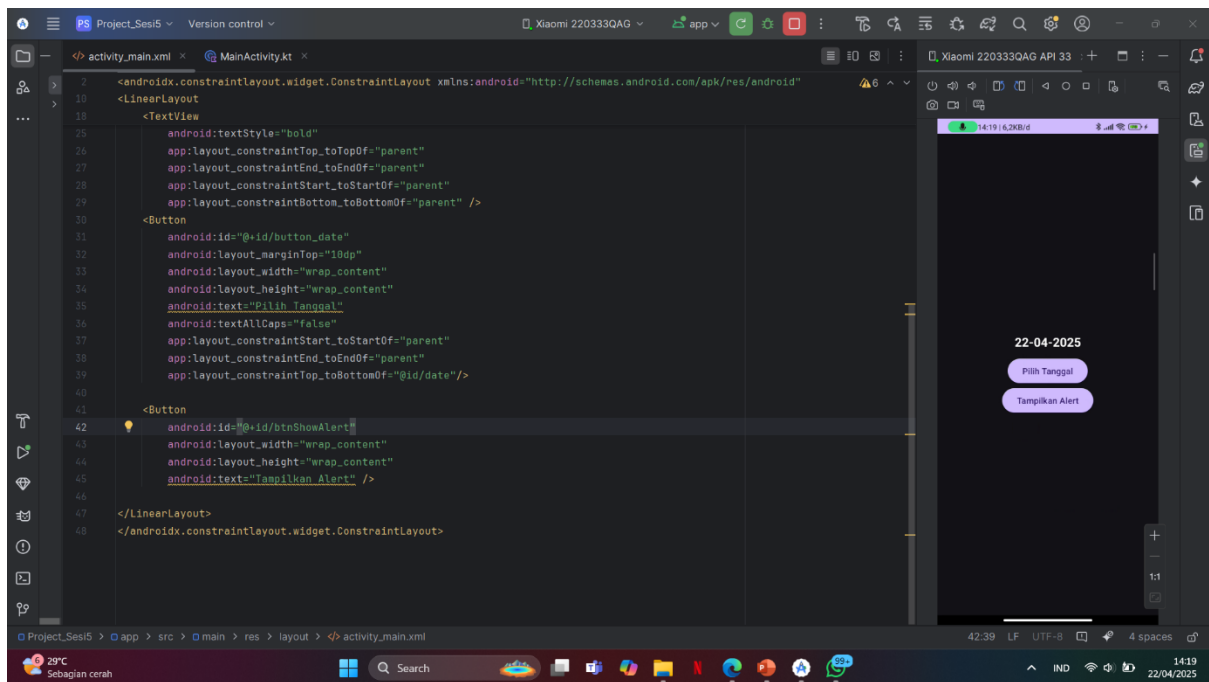 PS Project_Sesi5 Version control Xiaomi 220333QAG app
activity_main.xml MainActivity.kt Xiaomi 220333QAG API 33
2 <androidx.constraintlayout.widget.ConstraintLayout xmlns:android="http://schemas.android.com/apk/res/android" 6
10 <LinearLayout
18 <TextView
25 android:textStyle="bold"
26 app:layout_constraintTop_toTopOf="parent"
27 app:layout_constraintEnd_toEndOf="parent"
28 app:layout_constraintStart_toStartOf="parent"
29 app:layout_constraintBottom_toBottomOf="parent" />
30 <Button
31 android:id="@+id/button_date"
32 android:layout_marginTop="10dp"
33 android:layout_width="wrap_content"
34 android:layout_height="wrap_content"
35 android:text="Pilih Tanggal"
36 android:textAllCaps="false"
37 app:layout_constraintStart_toStartOf="parent"
38 app:layout_constraintEnd_toEndOf="parent"
39 app:layout_constraintTop_toBottomOf="@id/date"/>
40
41 <Button
42 android:id="@+id/btnShowAlert"
43 android:layout_width="wrap_content"
44 android:layout_height="wrap_content"
45 android:text="Tampilkan Alert" />
46
47 </LinearLayout>
48 </androidx.constraintlayout.widget.ConstraintLayout>
14:19 | 6,2KB/d
22-04-2025
Pilih Tanggal
Tampilkan Alert
1:1
Project_Sesi5 > app > src > main > res > layout > activity_main.xml 42:39 LF UTF-8 4 spaces
6 29°C
Sebagian cerah
Search
99+
IND
14:19
22/04/2025